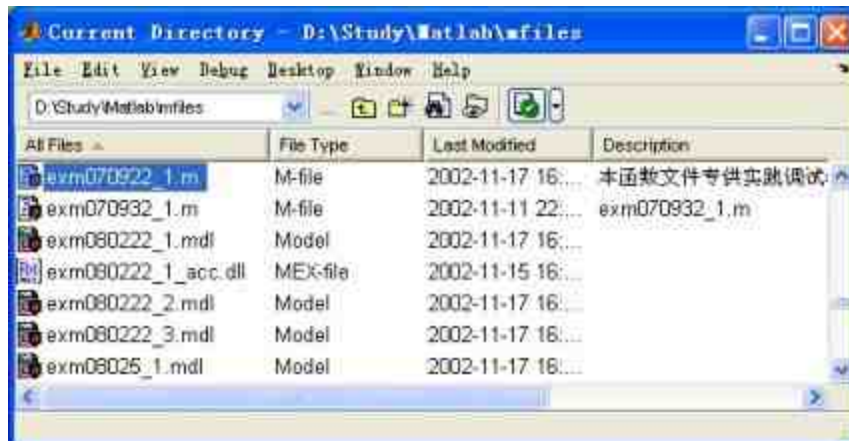 Current Directory - D:\Study\Matlab\mfiles
File Edit View Debug Desktop Window Help
D:\Study\Matlab\mfiles
All Files File Type Last Modified Description
exm070922_1.m M-file 2002-11-17 16:... 本函数文件专供实践调试
exm070932_1.m M-file 2002-11-11 22:... exm070932_1.m
exm080222_1.mdl Model 2002-11-17 16:...
exm080222_1_acc.dll MEX-file 2002-11-15 16:...
exm080222_2.mdl Model 2002-11-17 16:...
exm080222_3.mdl Model 2002-11-17 16:...
exm08025_1.mdl Model 2002-11-17 16:...